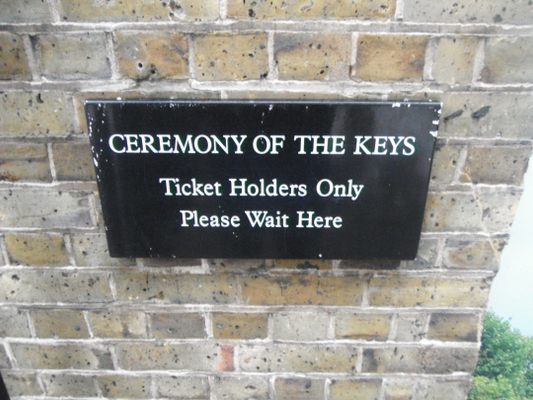 CEREMONY OF THE KEYS
Ticket Holders Only
Please Wait Here